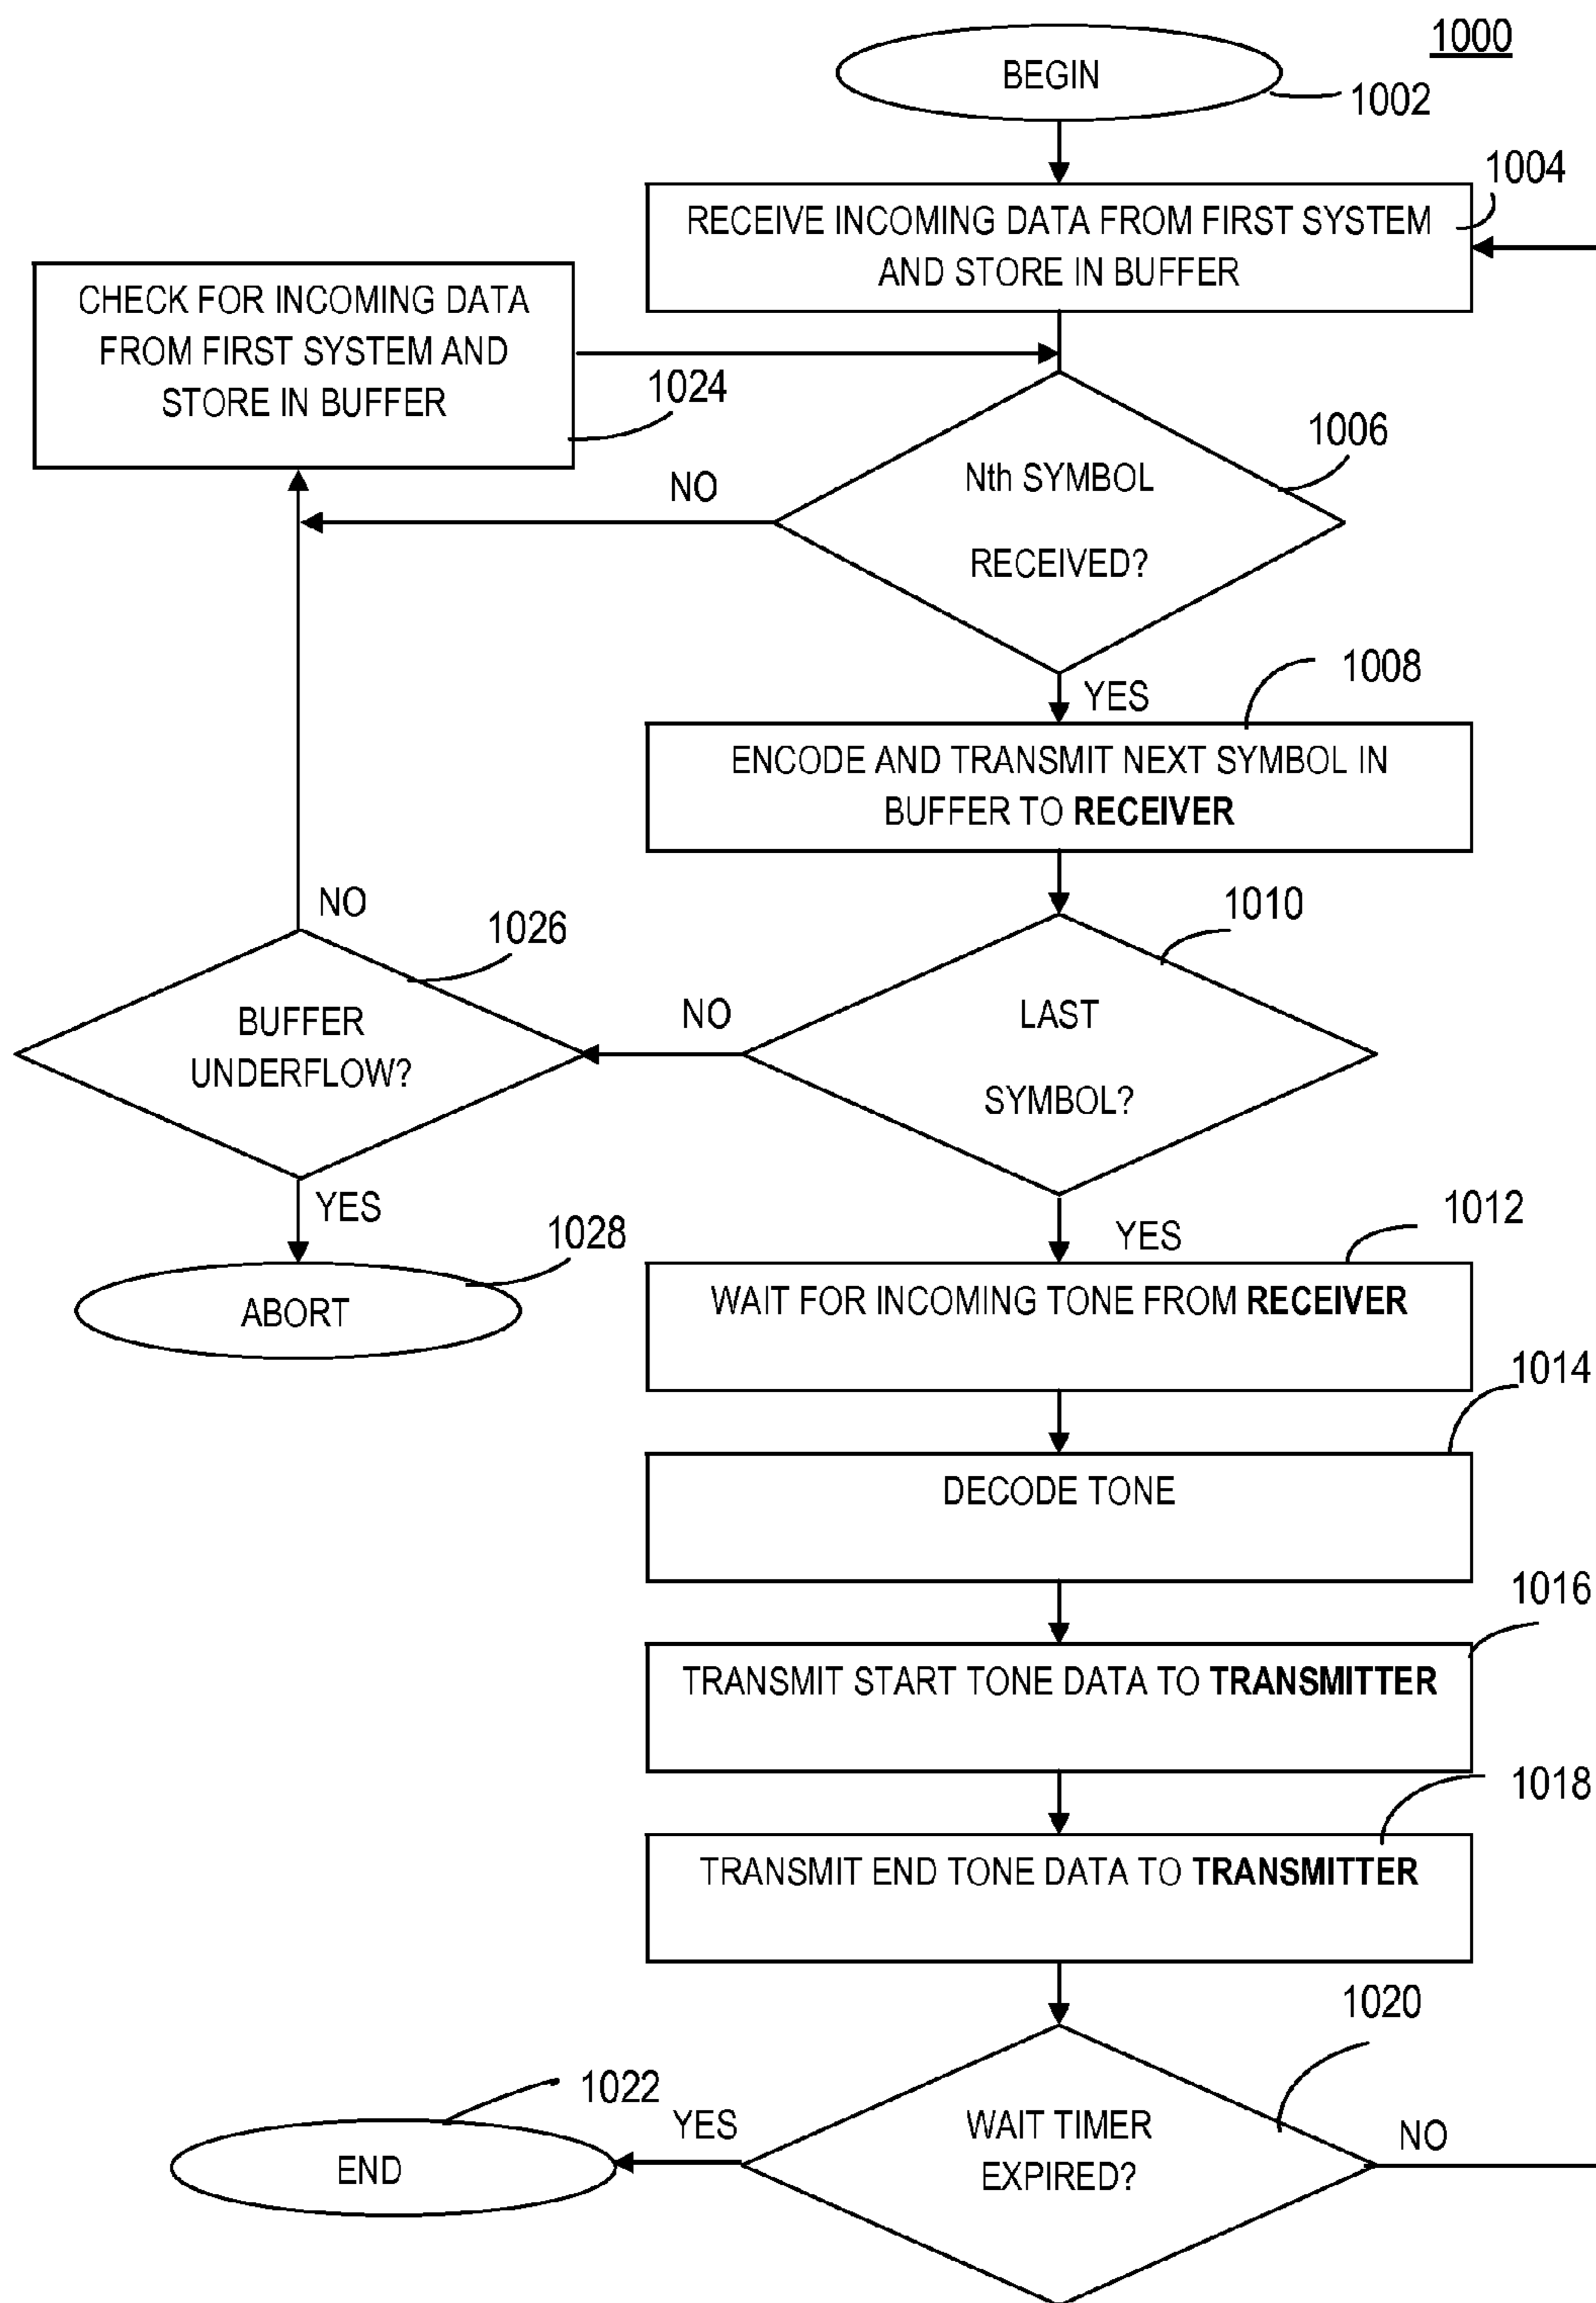 1000
BEGIN
1002
1004
RECEIVE INCOMING DATA FROM FIRST SYSTEM
AND STORE IN BUFFER
CHECK FOR INCOMING DATA
FROM FIRST SYSTEM AND
STORE IN BUFFER
1024
1006
NO
Nth SYMBOL
RECEIVED?
1008
YES
ENCODE AND TRANSMIT NEXT SYMBOL IN
BUFFER TO RECEIVER
1010
NO
1026
BUFFER
UNDERFLOW?
NO
LAST
SYMBOL?
YES
1028
ABORT
YES
1012
WAIT FOR INCOMING TONE FROM RECEIVER
1014
DECODE TONE
1016
TRANSMIT START TONE DATA TO TRANSMITTER
1018
TRANSMIT END TONE DATA TO TRANSMITTER
1020
1022
YES
WAIT TIMER
EXPIRED?
NO
END